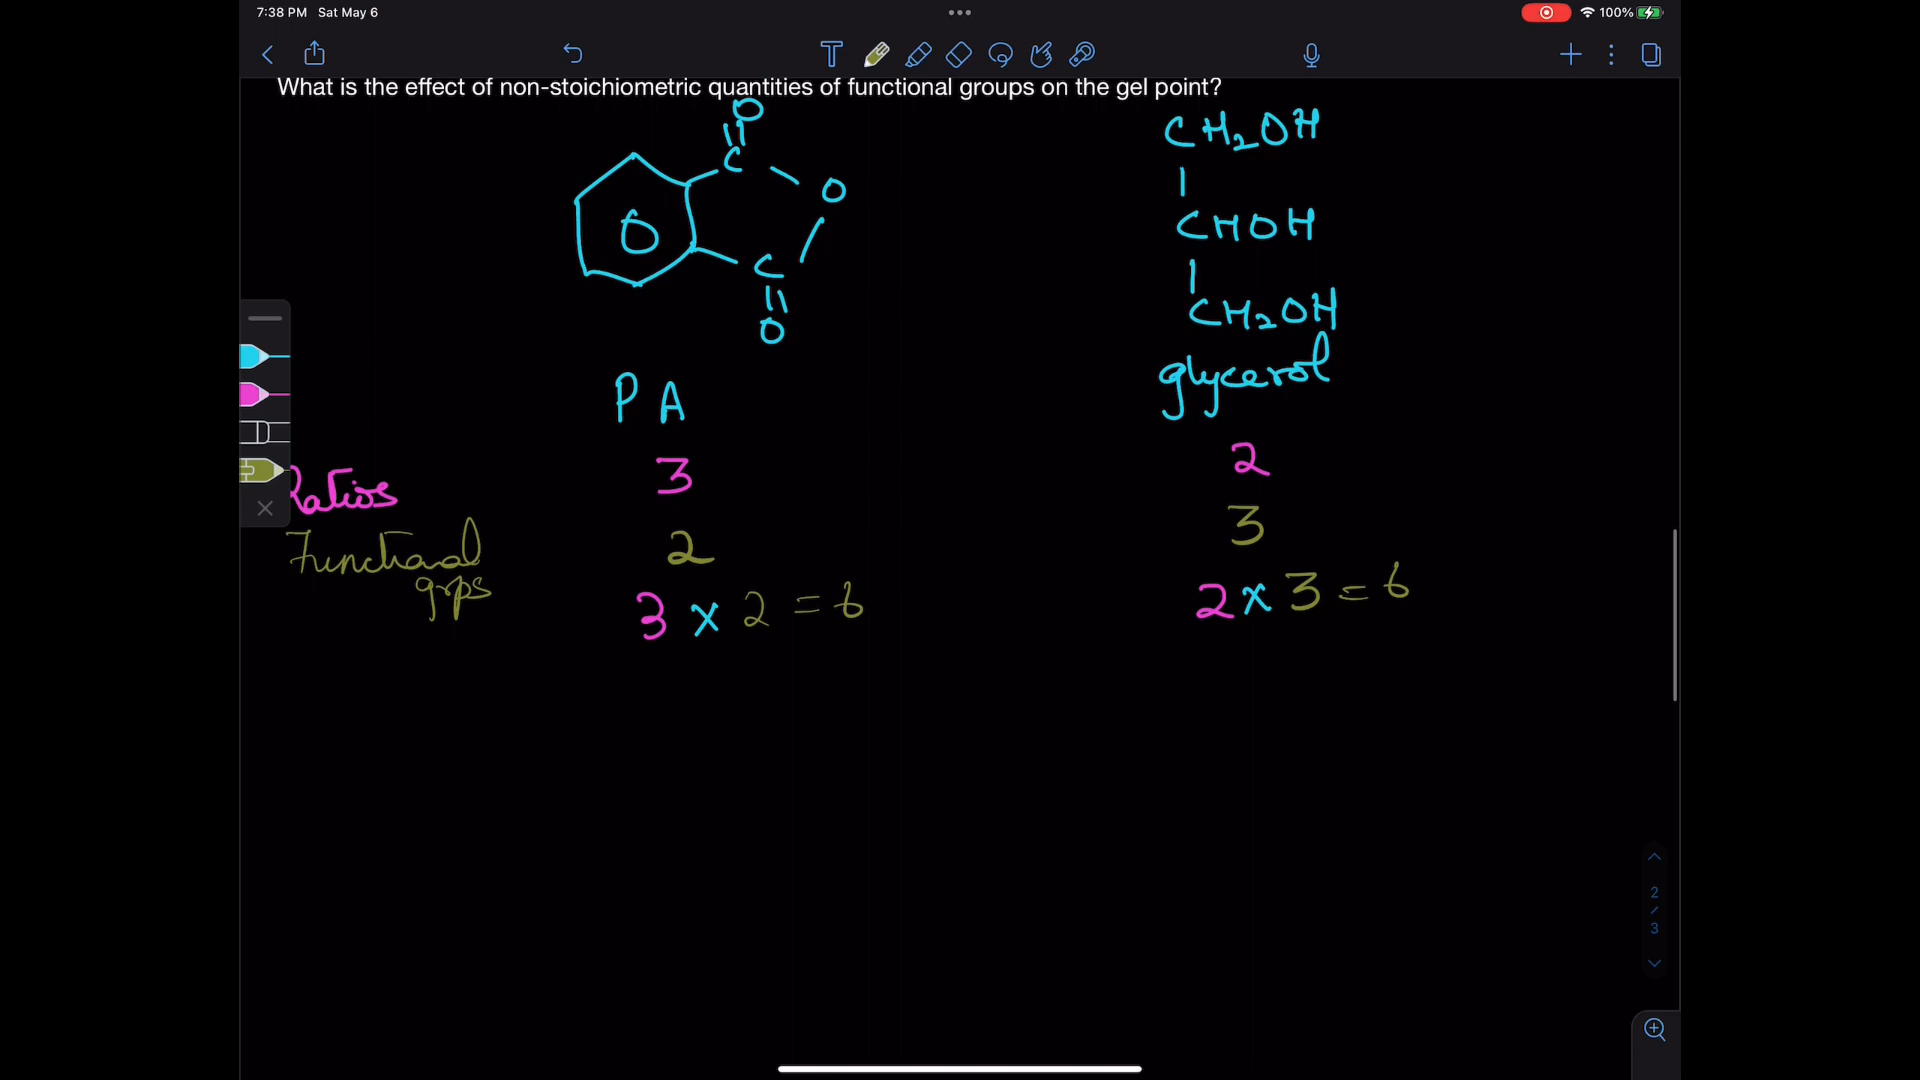 7:38 PM Sat May 6
100%
What is the effect of non-stoichiometric quantities of functional groups on the gel point?
O
C
O
O
C
O
CH₂OH
CHOH
CH₂OH
glycerol
PA
Ratios 3 2
Functional grps 2 3
3 x 2 = 6 2 x 3 = 6
2
/
3